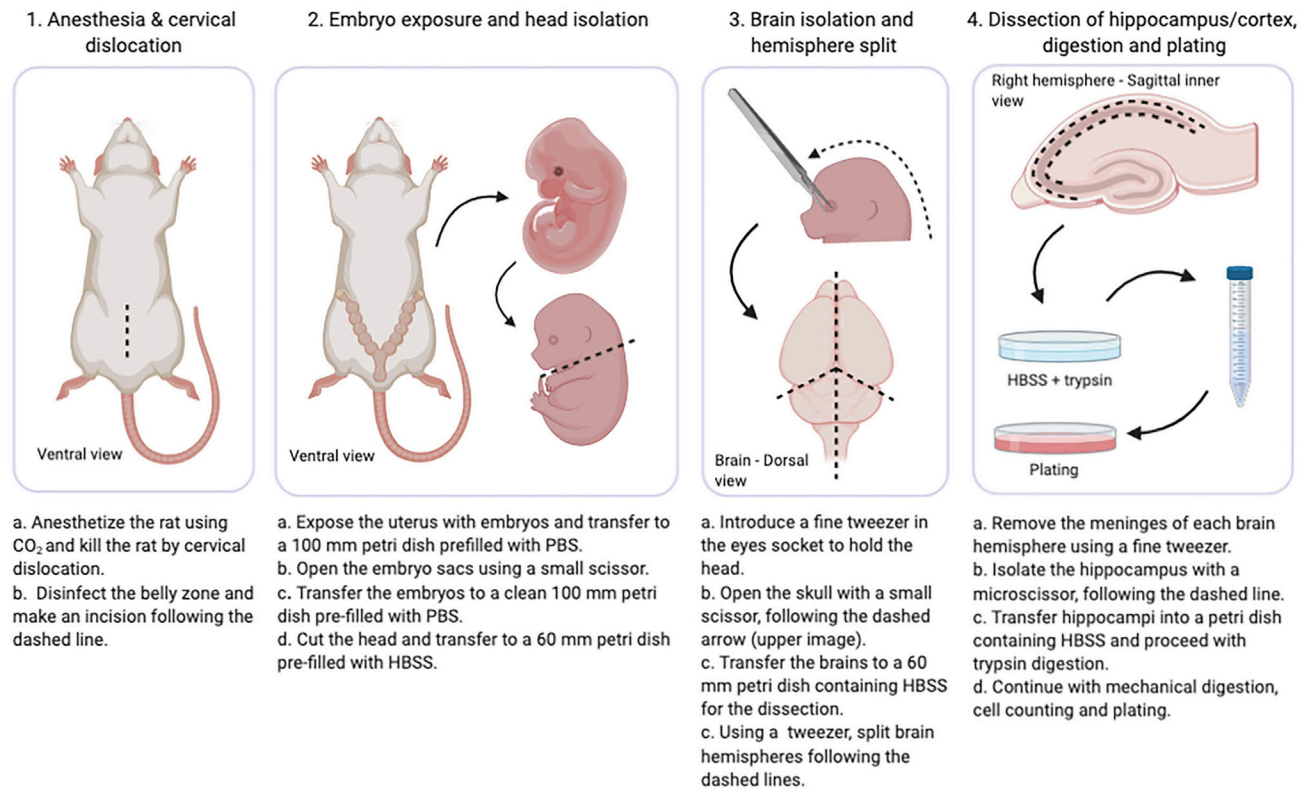 1. Anesthesia & cervical
dislocation
2. Embryo exposure and head isolation
3. Brain isolation and
hemisphere split
4. Dissection of hippocampus/cortex,
digestion and plating
Ventral view
Ventral view
Brain - Dorsal
view
Right hemisphere - Sagittal inner
view
HBSS + trypsin
Plating
a. Anesthetize the rat using
CO₂ and kill the rat by cervical
dislocation.
b. Disinfect the belly zone and
make an incision following the
dashed line.
a. Expose the uterus with embryos and transfer to
a 100 mm petri dish prefilled with PBS.
b. Open the embryo sacs using a small scissor.
c. Transfer the embryos to a clean 100 mm petri
dish pre-filled with PBS.
d. Cut the head and transfer to a 60 mm petri dish
pre-filled with HBSS.
a. Introduce a fine tweezer in
the eyes socket to hold the
head.
b. Open the skull with a small
scissor, following the dashed
arrow (upper image).
c. Transfer the brains to a 60
mm petri dish containing HBSS
for the dissection.
c. Using a tweezer, split brain
hemispheres following the
dashed lines.
a. Remove the meninges of each brain
hemisphere using a fine tweezer.
b. Isolate the hippocampus with a
microscissor, following the dashed line.
c. Transfer hippocampi into a petri dish
containing HBSS and proceed with
trypsin digestion.
d. Continue with mechanical digestion,
cell counting and plating.